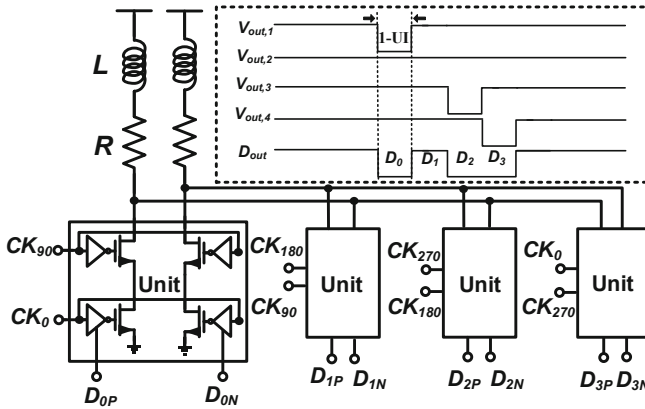 V_out,1
1-UI
V_out,2
V_out,3
V_out,4
D_out D_0 D_1 D_2 D_3
L
R
CK_90
Unit
CK_0
D_0P D_0N
CK_180
CK_90
Unit
D_1P D_1N
CK_270
CK_180
Unit
D_2P D_2N
CK_0
CK_270
Unit
D_3P D_3N